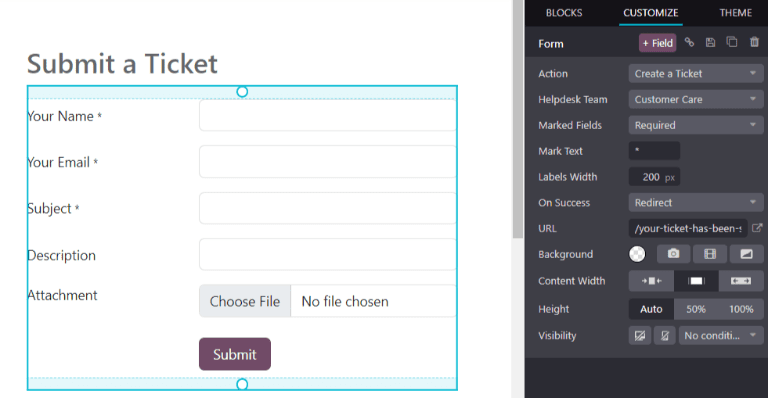 BLOCKS CUSTOMIZE THEME
Form + Field
Submit a Ticket
Your Name *
Your Email *
Subject *
Description
Attachment Choose File No file chosen
Submit
Action Create a Ticket
Helpdesk Team Customer Care
Marked Fields Required
Mark Text *
Labels Width 200 px
On Success Redirect
URL /your-ticket-has-been-
Background
Content Width
Height Auto 50% 100%
Visibility No conditi...